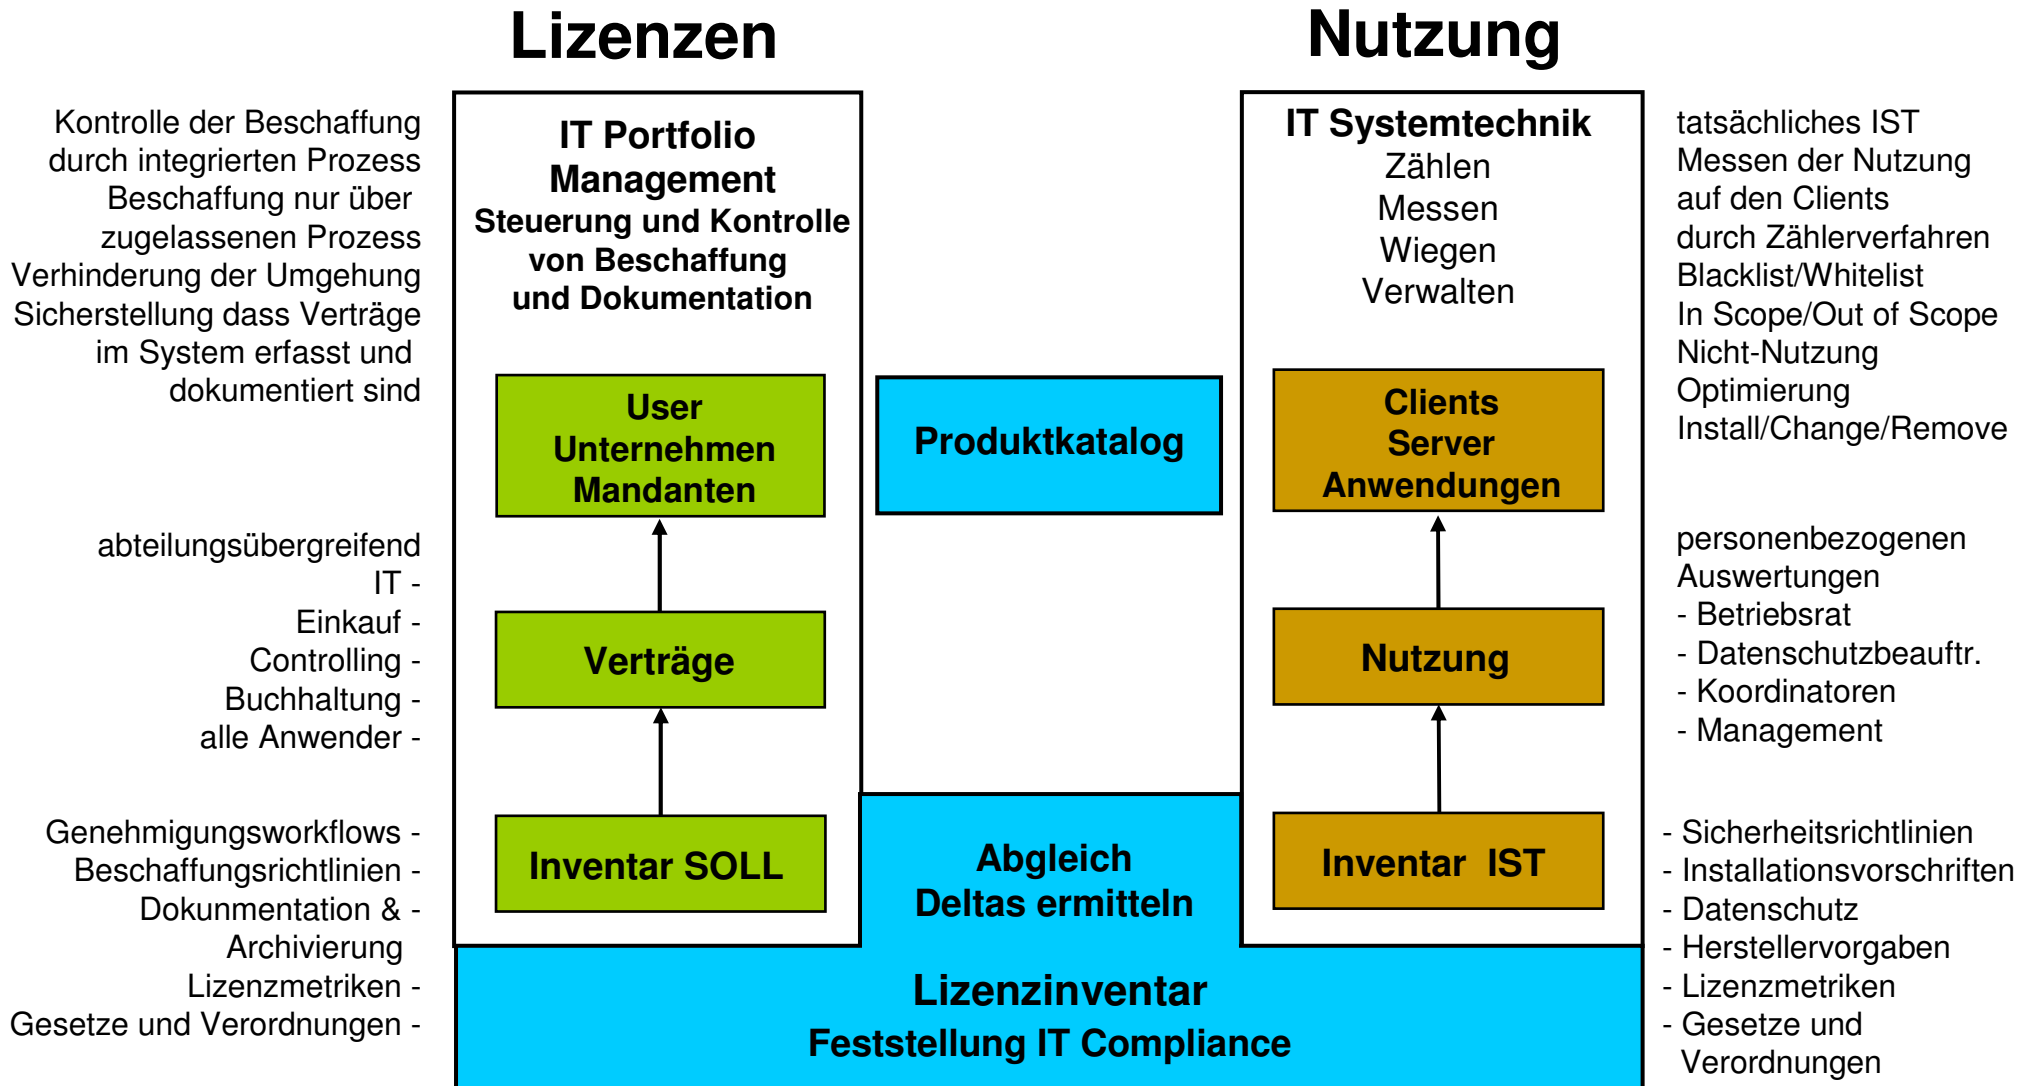 Lizenzen
Nutzung
Kontrolle der Beschaffung
durch integrierten Prozess
Beschaffung nur über
zugelassenen Prozess
Verhinderung der Umgehung
Sicherstellung dass Verträge
im System erfasst und
dokumentiert sind
abteilungsübergreifend
IT -
Einkauf -
Controlling -
Buchhaltung -
alle Anwender -
Genehmigungsworkflows -
Beschaffungsrichtlinien -
Dokunmentation & -
Archivierung
Lizenzmetriken -
Gesetze und Verordnungen -
IT Portfolio
Management
Steuerung und Kontrolle
von Beschaffung
und Dokumentation
User
Unternehmen
Mandanten
Verträge
Inventar SOLL
Produktkatalog
Abgleich
Deltas ermitteln
Lizenzinventar
Feststellung IT Compliance
IT Systemtechnik
Zählen
Messen
Wiegen
Verwalten
Clients
Server
Anwendungen
Nutzung
Inventar IST
tatsächliches IST
Messen der Nutzung
auf den Clients
durch Zählerverfahren
Blacklist/Whitelist
In Scope/Out of Scope
Nicht-Nutzung
Optimierung
Install/Change/Remove
personenbezogenen
Auswertungen
- Betriebsrat
- Datenschutzbeauftr.
- Koordinatoren
- Management
- Sicherheitsrichtlinien
- Installationsvorschriften
- Datenschutz
- Herstellervorgaben
- Lizenzmetriken
- Gesetze und
Verordnungen